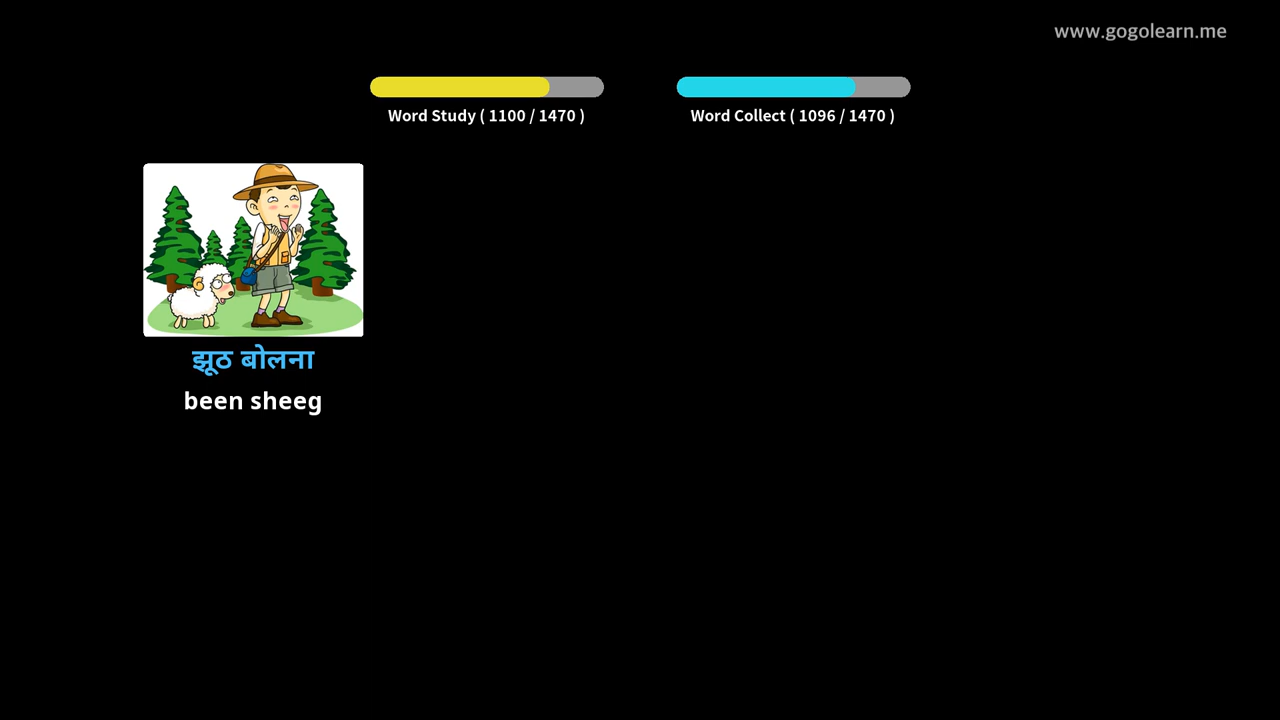 www.gogolearn.me
Word Study ( 1100 / 1470 )
Word Collect ( 1096 / 1470 )
झूठ बोलना
been sheeg